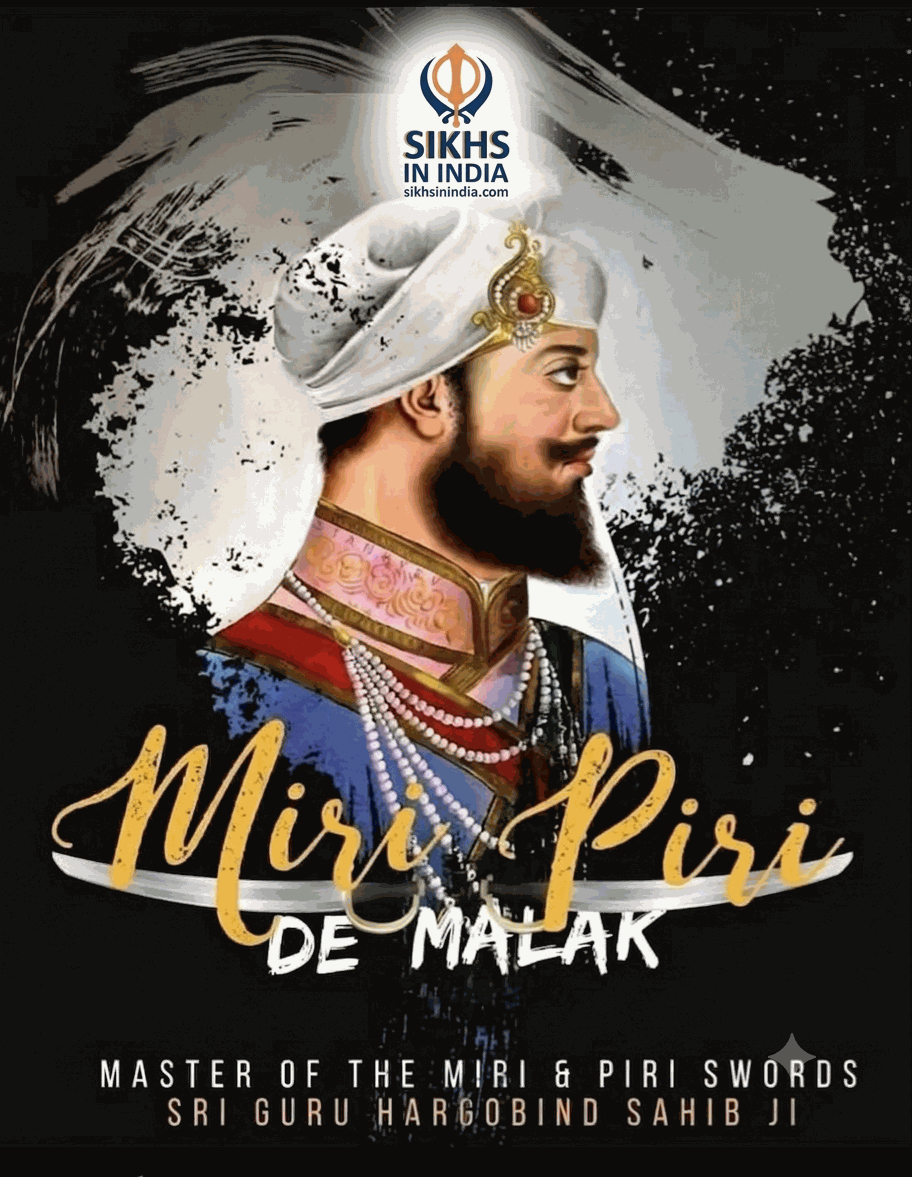 SIKHS
IN INDIA
sikhsinindia.com
Miri Piri
DE MALAK
MASTER OF THE MIRI & PIRI SWORDS
SRI GURU HARGOBIND SAHIB JI